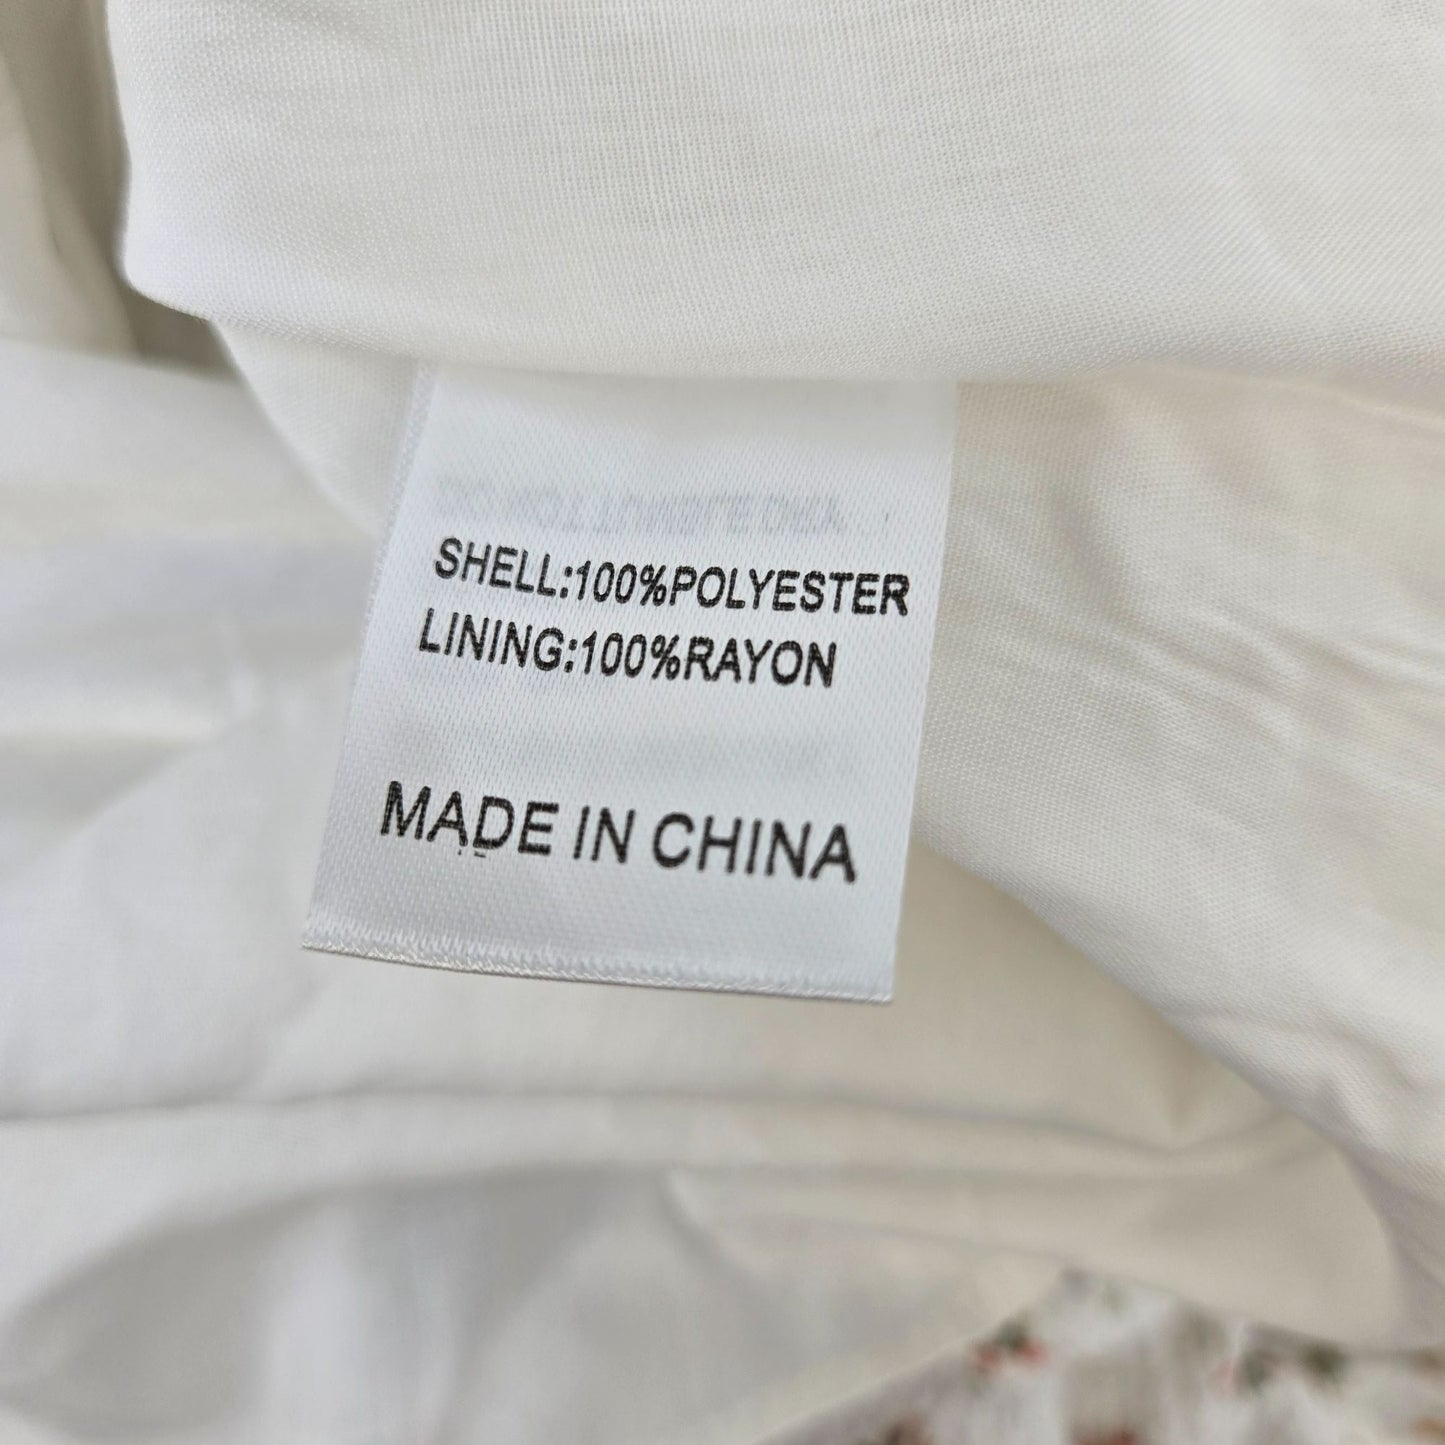 SHELL:100%POLYESTER
LINING:100%RAYON
MADE IN CHINA